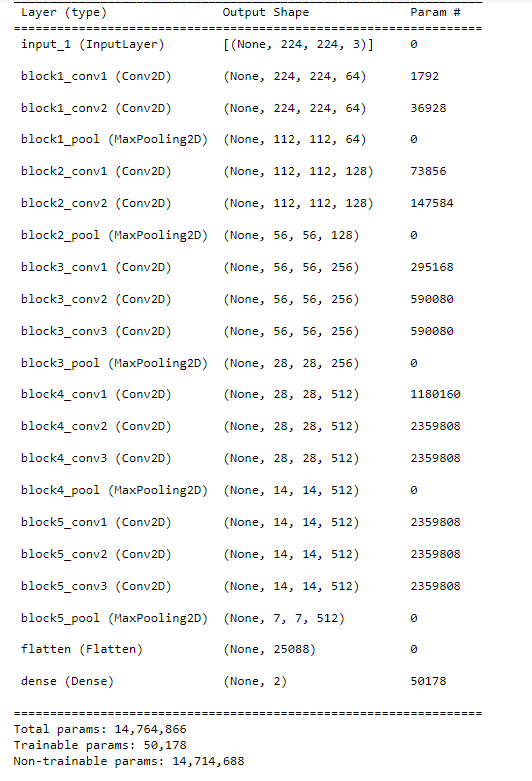 Layer (type) Output Shape Param #
=================================================================
input_1 (InputLayer) [(None, 224, 224, 3)] 0
block1_conv1 (Conv2D) (None, 224, 224, 64) 1792
block1_conv2 (Conv2D) (None, 224, 224, 64) 36928
block1_pool (MaxPooling2D) (None, 112, 112, 64) 0
block2_conv1 (Conv2D) (None, 112, 112, 128) 73856
block2_conv2 (Conv2D) (None, 112, 112, 128) 147584
block2_pool (MaxPooling2D) (None, 56, 56, 128) 0
block3_conv1 (Conv2D) (None, 56, 56, 256) 295168
block3_conv2 (Conv2D) (None, 56, 56, 256) 590080
block3_conv3 (Conv2D) (None, 56, 56, 256) 590080
block3_pool (MaxPooling2D) (None, 28, 28, 256) 0
block4_conv1 (Conv2D) (None, 28, 28, 512) 1180160
block4_conv2 (Conv2D) (None, 28, 28, 512) 2359808
block4_conv3 (Conv2D) (None, 28, 28, 512) 2359808
block4_pool (MaxPooling2D) (None, 14, 14, 512) 0
block5_conv1 (Conv2D) (None, 14, 14, 512) 2359808
block5_conv2 (Conv2D) (None, 14, 14, 512) 2359808
block5_conv3 (Conv2D) (None, 14, 14, 512) 2359808
block5_pool (MaxPooling2D) (None, 7, 7, 512) 0
flatten (Flatten) (None, 25088) 0
dense (Dense) (None, 2) 50178
=================================================================
Total params: 14,764,866
Trainable params: 50,178
Non-trainable params: 14,714,688